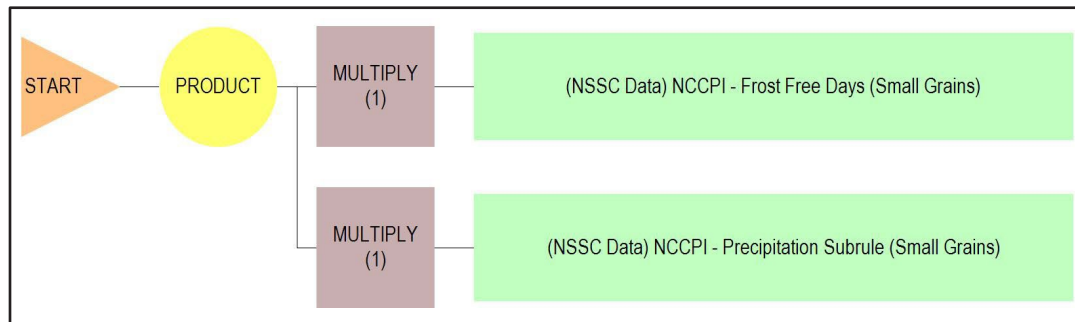 START
PRODUCT
MULTIPLY
(1)
(NSSC Data) NCCPI - Frost Free Days (Small Grains)
MULTIPLY
(1)
(NSSC Data) NCCPI - Precipitation Subrule (Small Grains)